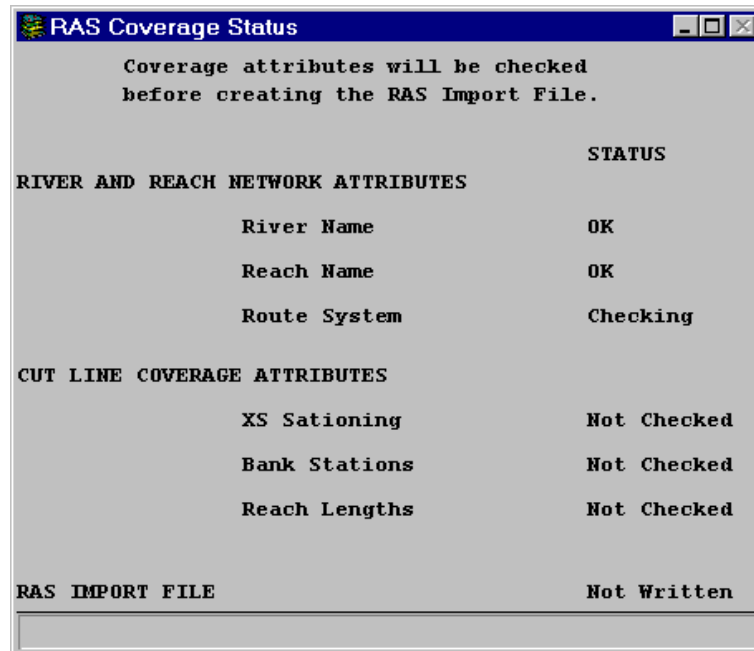 RAS Coverage Status
Coverage attributes will be checked
before creating the RAS Import File.
STATUS
RIVER AND REACH NETWORK ATTRIBUTES
River Name OK
Reach Name OK
Route System Checking
CUT LINE COVERAGE ATTRIBUTES
XS Sationing Not Checked
Bank Stations Not Checked
Reach Lengths Not Checked
RAS IMPORT FILE Not Written